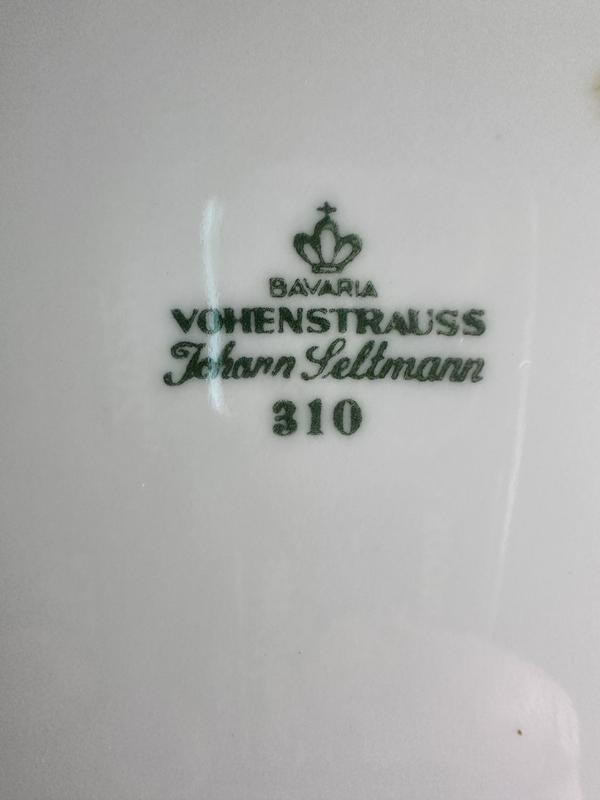 BAVARIA
VOHENSTRAUSS
Johann Seltmann
310